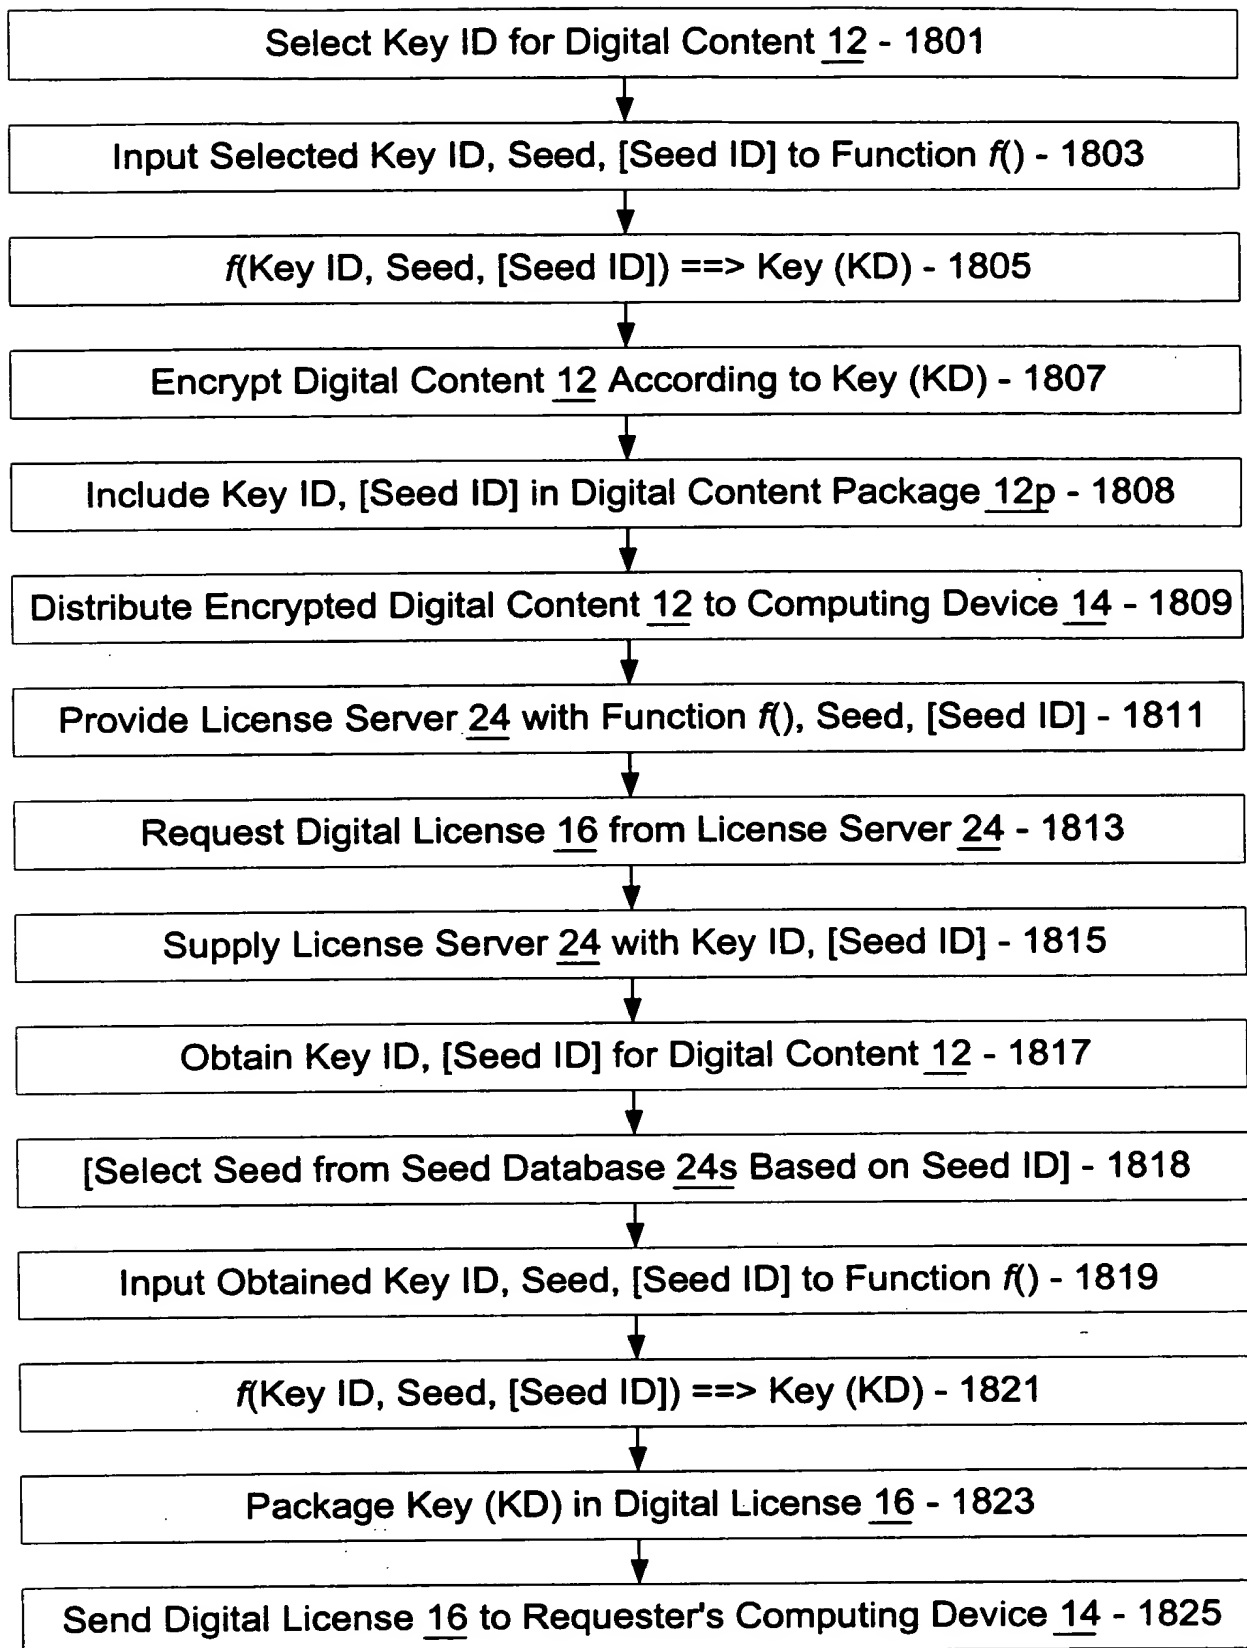 Select Key ID for Digital Content 12 - 1801
Input Selected Key ID, Seed, [Seed ID] to Function f() - 1803
f(Key ID, Seed, [Seed ID]) ==> Key (KD) - 1805
Encrypt Digital Content 12 According to Key (KD) - 1807
Include Key ID, [Seed ID] in Digital Content Package 12p - 1808
Distribute Encrypted Digital Content 12 to Computing Device 14 - 1809
Provide License Server 24 with Function f(), Seed, [Seed ID] - 1811
Request Digital License 16 from License Server 24 - 1813
Supply License Server 24 with Key ID, [Seed ID] - 1815
Obtain Key ID, [Seed ID] for Digital Content 12 - 1817
[Select Seed from Seed Database 24s Based on Seed ID] - 1818
Input Obtained Key ID, Seed, [Seed ID] to Function f() - 1819
f(Key ID, Seed, [Seed ID]) ==> Key (KD) - 1821
Package Key (KD) in Digital License 16 - 1823
Send Digital License 16 to Requester's Computing Device 14 - 1825